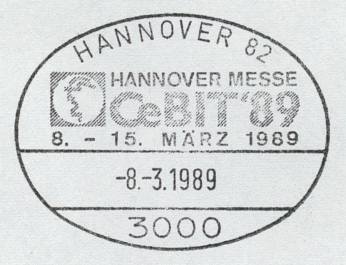 HANNOVER 82
HANNOVER MESSE
CeBIT'89
8. - 15. MÄRZ 1989
-8.-3.1989
3000